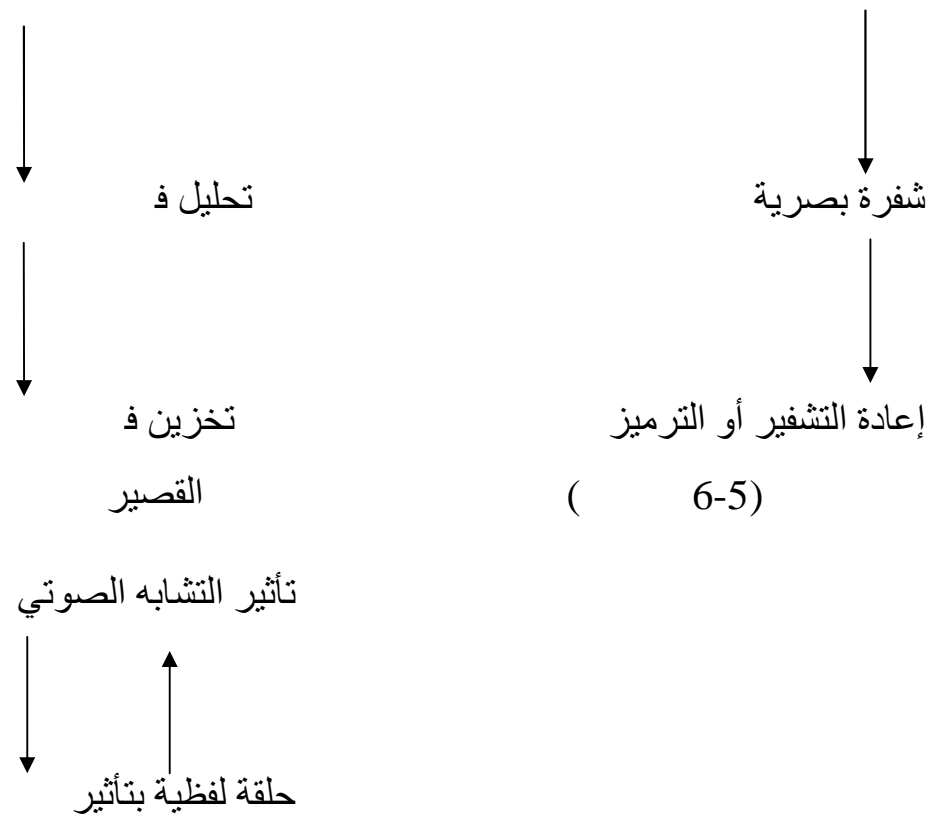 شفرة بصرية تحليل ف
إعادة التشفير أو الترميز تخزين ف
(6-5 ) القصير
تأثير التشابه الصوتي
حلقة لفظية بتأثير